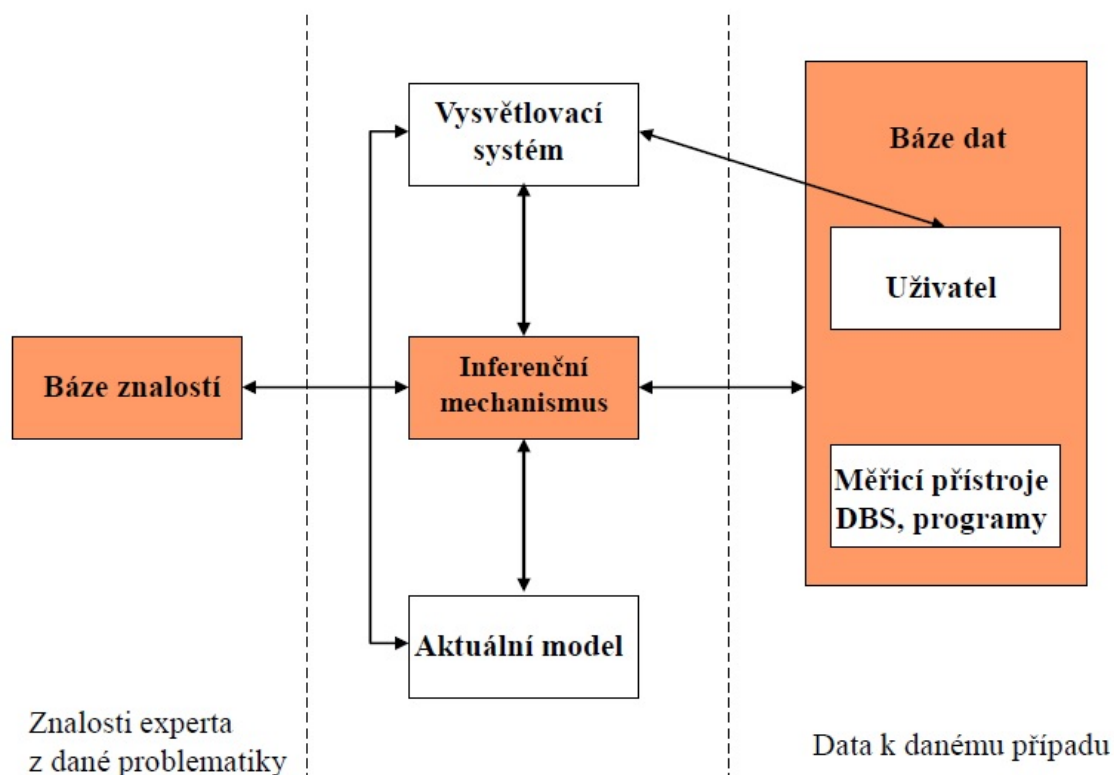 Vysvětlovací
systém
Báze dat
Uživatel
Báze znalostí
Inferenční
mechanismus
Měřicí přístroje
DBS, programy
Aktuální model
Znalosti experta
z dané problematiky
Data k danému případu